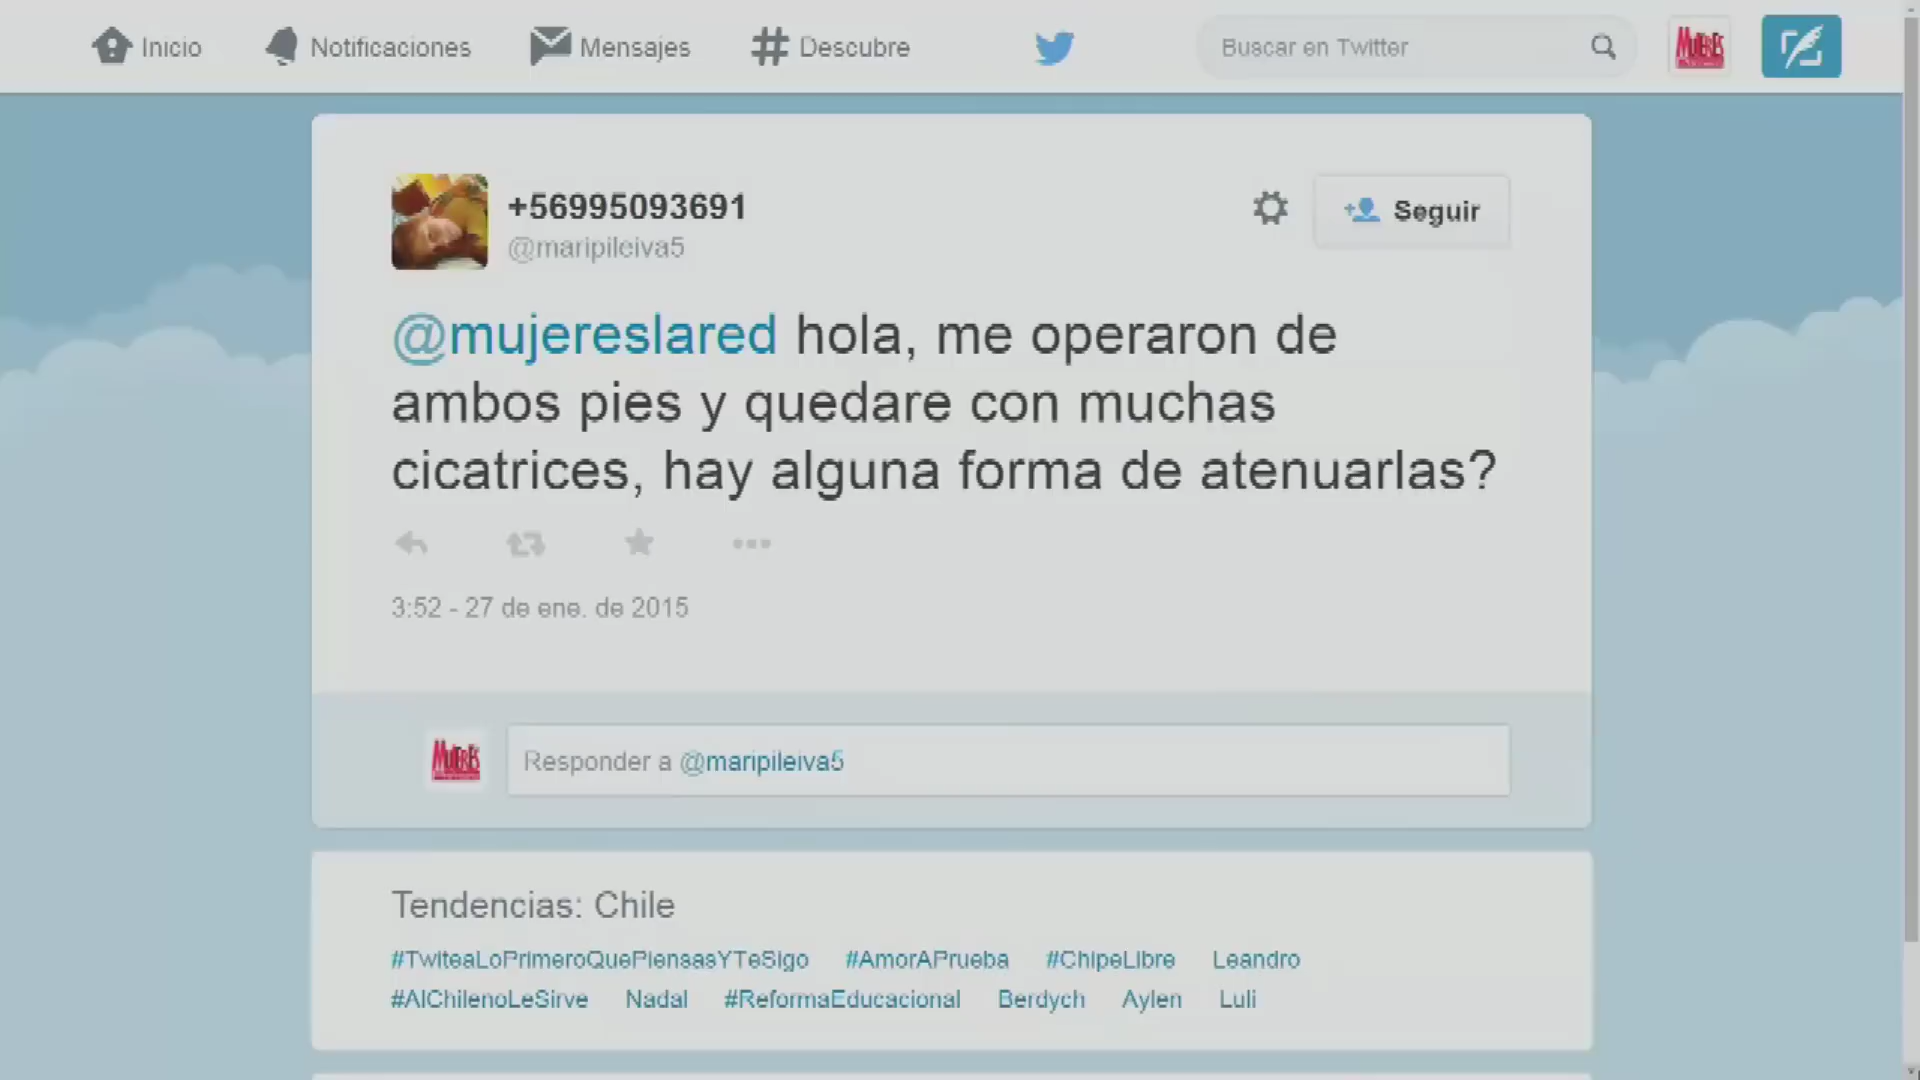 Inicio Notificaciones Mensajes Descubre Buscar en Twitter MUJERES
+56995093691 Seguir
@maripileiva5
@mujereslared hola, me operaron de
ambos pies y quedare con muchas
cicatrices, hay alguna forma de atenuarlas?
3:52 - 27 de ene. de 2015
MUJERES Responder a @maripileiva5
Tendencias: Chile
#TwiteaLoPrimeroQuePiensasYTeSigo #AmorAPrueba #ChipeLibre Leandro
#AlChilenoLeSirve Nadal #ReformaEducacional Berdych Aylen Luli